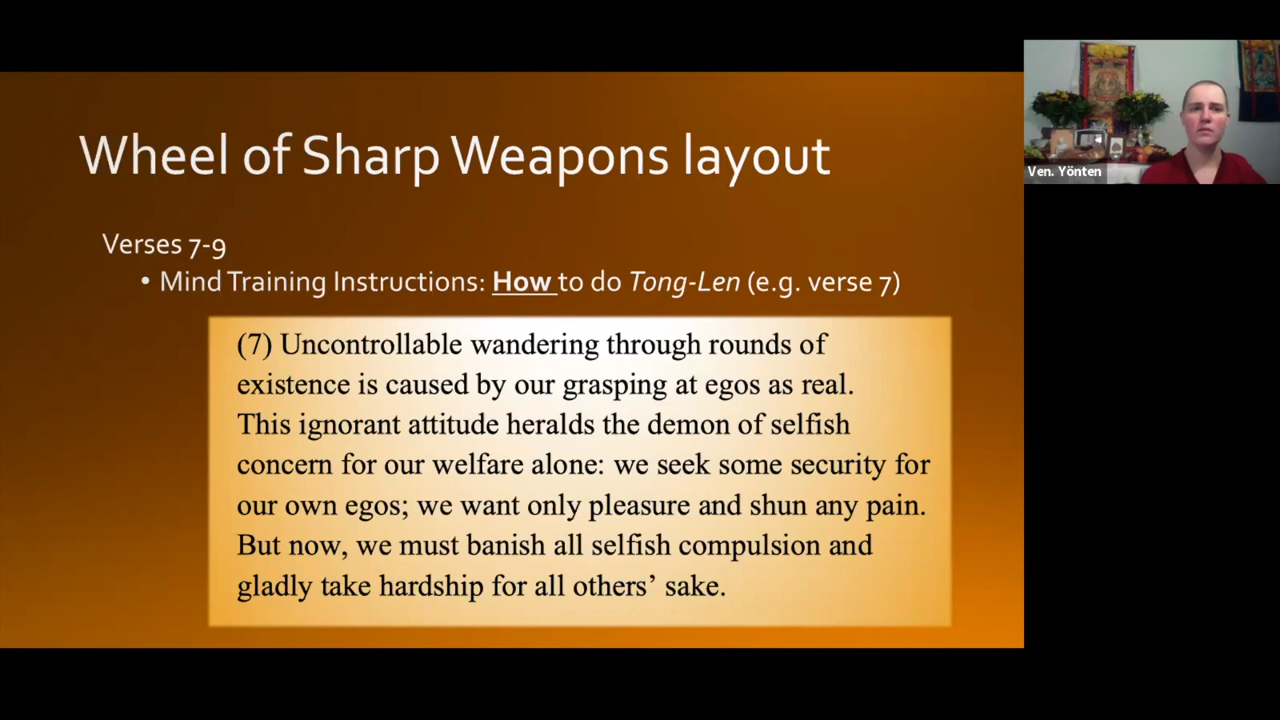 Wheel of Sharp Weapons layout
Verses 7-9
• Mind Training Instructions: How to do Tong-Len (e.g. verse 7)
(7) Uncontrollable wandering through rounds of
existence is caused by our grasping at egos as real.
This ignorant attitude heralds the demon of selfish
concern for our welfare alone: we seek some security for
our own egos; we want only pleasure and shun any pain.
But now, we must banish all selfish compulsion and
gladly take hardship for all others’ sake.
Ven. Yönten